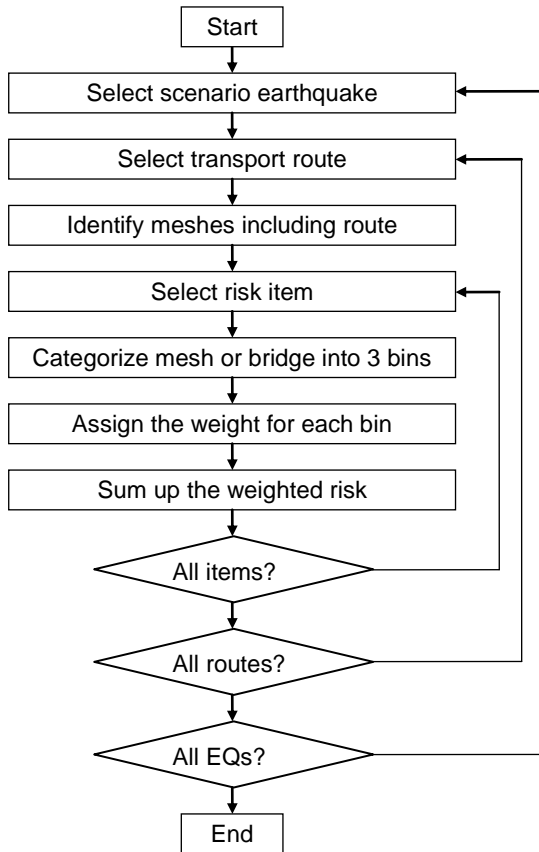 Start
Select scenario earthquake
Select transport route
Identify meshes including route
Select risk item
Categorize mesh or bridge into 3 bins
Assign the weight for each bin
Sum up the weighted risk
All items?
All routes?
All EQs?
End